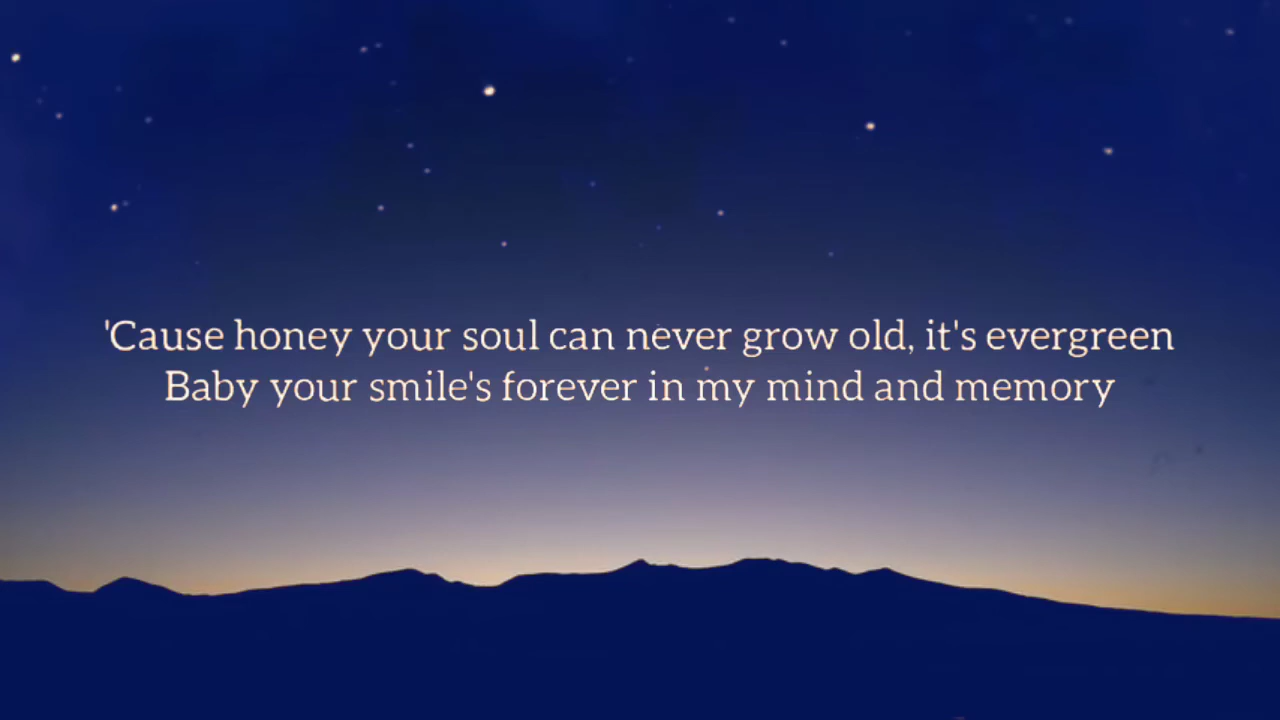 'Cause honey your soul can never grow old, it's evergreen
Baby your smile's forever in my mind and memory